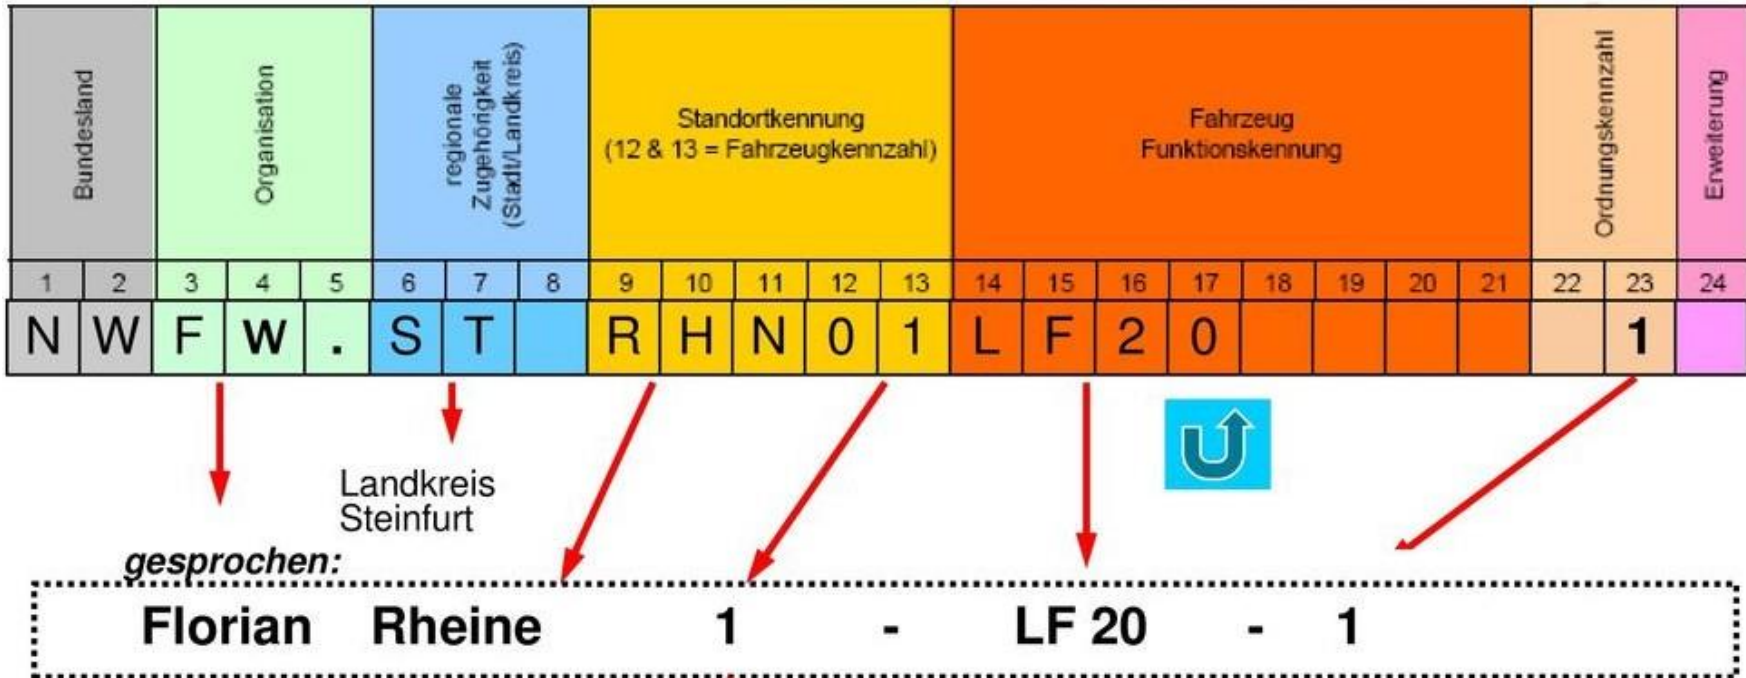 Bundesland
Organisation
regionale
Zugehörigkeit
(Stadt/Landkreis)
Standortkennung
(12 & 13 = Fahrzeugkennzahl)
Fahrzeug
Funktionskennung
Ordnungskennzahl
Erweiterung
1 2 3 4 5 6 7 8 9 10 11 12 13 14 15 16 17 18 19 20 21 22 23 24
N W F W . S T R H N 0 1 L F 2 0 1
Landkreis
Steinfurt
gesprochen:
Florian Rheine 1 - LF 20 - 1